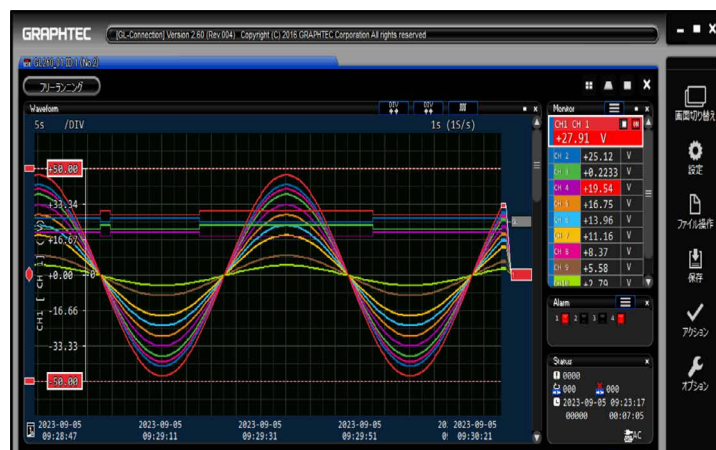 GRAPHTEC
[GL-Connection] Version 2.60 (Rev.004) Copyright (C) 2016 GRAPHTEC Corporation All rights reserved
フリーランニング
Waveform
DIV
DIV
5s /DIV
1s (1S/s)
+50.00
+33.34
+16.67
+0.00
-16.66
-33.33
-50.00
CH1 [ CH 1] (V)
2023-09-05
09:28:47
2023-09-05
09:29:11
2023-09-05
09:29:31
2023-09-05
09:29:51
2023-09-05
09:30:21
Monitor
CH1 CH 1
+27.91 V
CH 2 +25.12 V
CH 3 +0.2233 V
CH 4 +19.54 V
CH 5 +16.75 V
CH 6 +13.96 V
CH 7 +11.16 V
CH 8 +8.37 V
CH 9 +5.58 V
CH10 +2.79 V
Alarm
1 2 3 4
Status
0000
000 000
2023-09-05 09:23:17
00000 00:07:05
AC
画面切り替え
設定
ファイル操作
保存
アクション
オプション